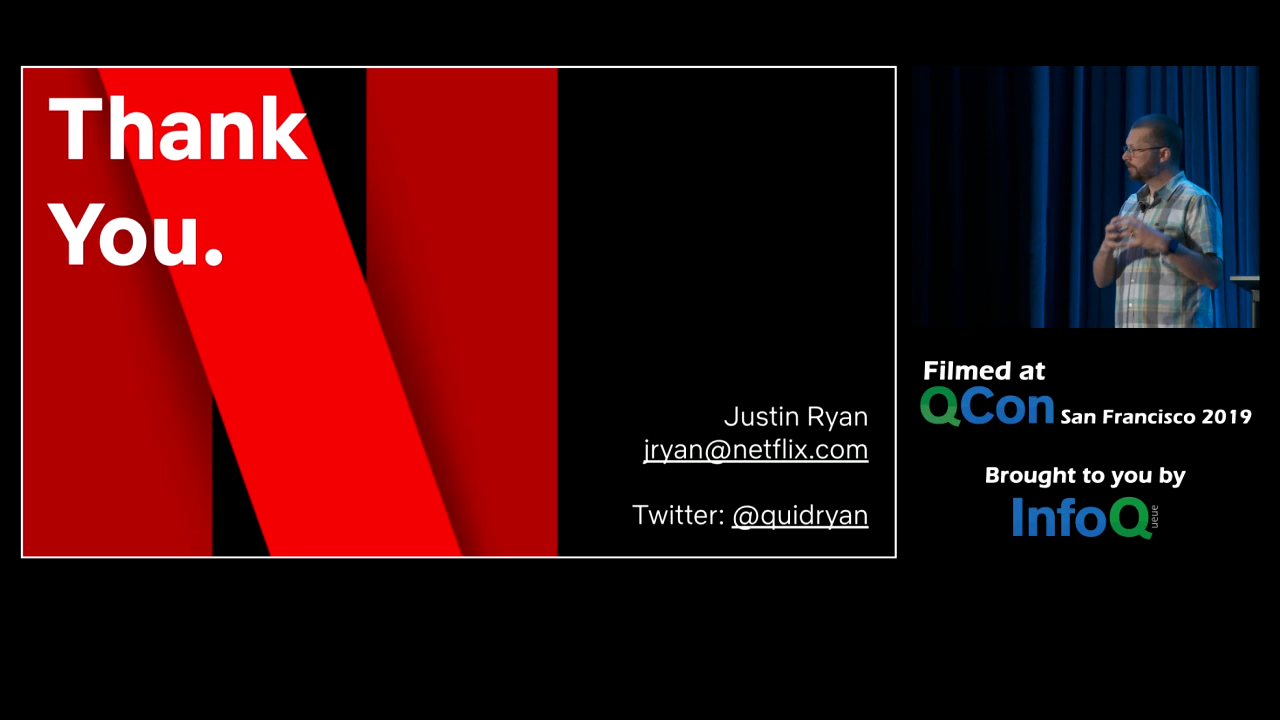 Thank
You.
Justin Ryan
jryan@netflix.com
Twitter: @quidryan
Filmed at
QCon San Francisco 2019
Brought to you by
InfoQ ueue